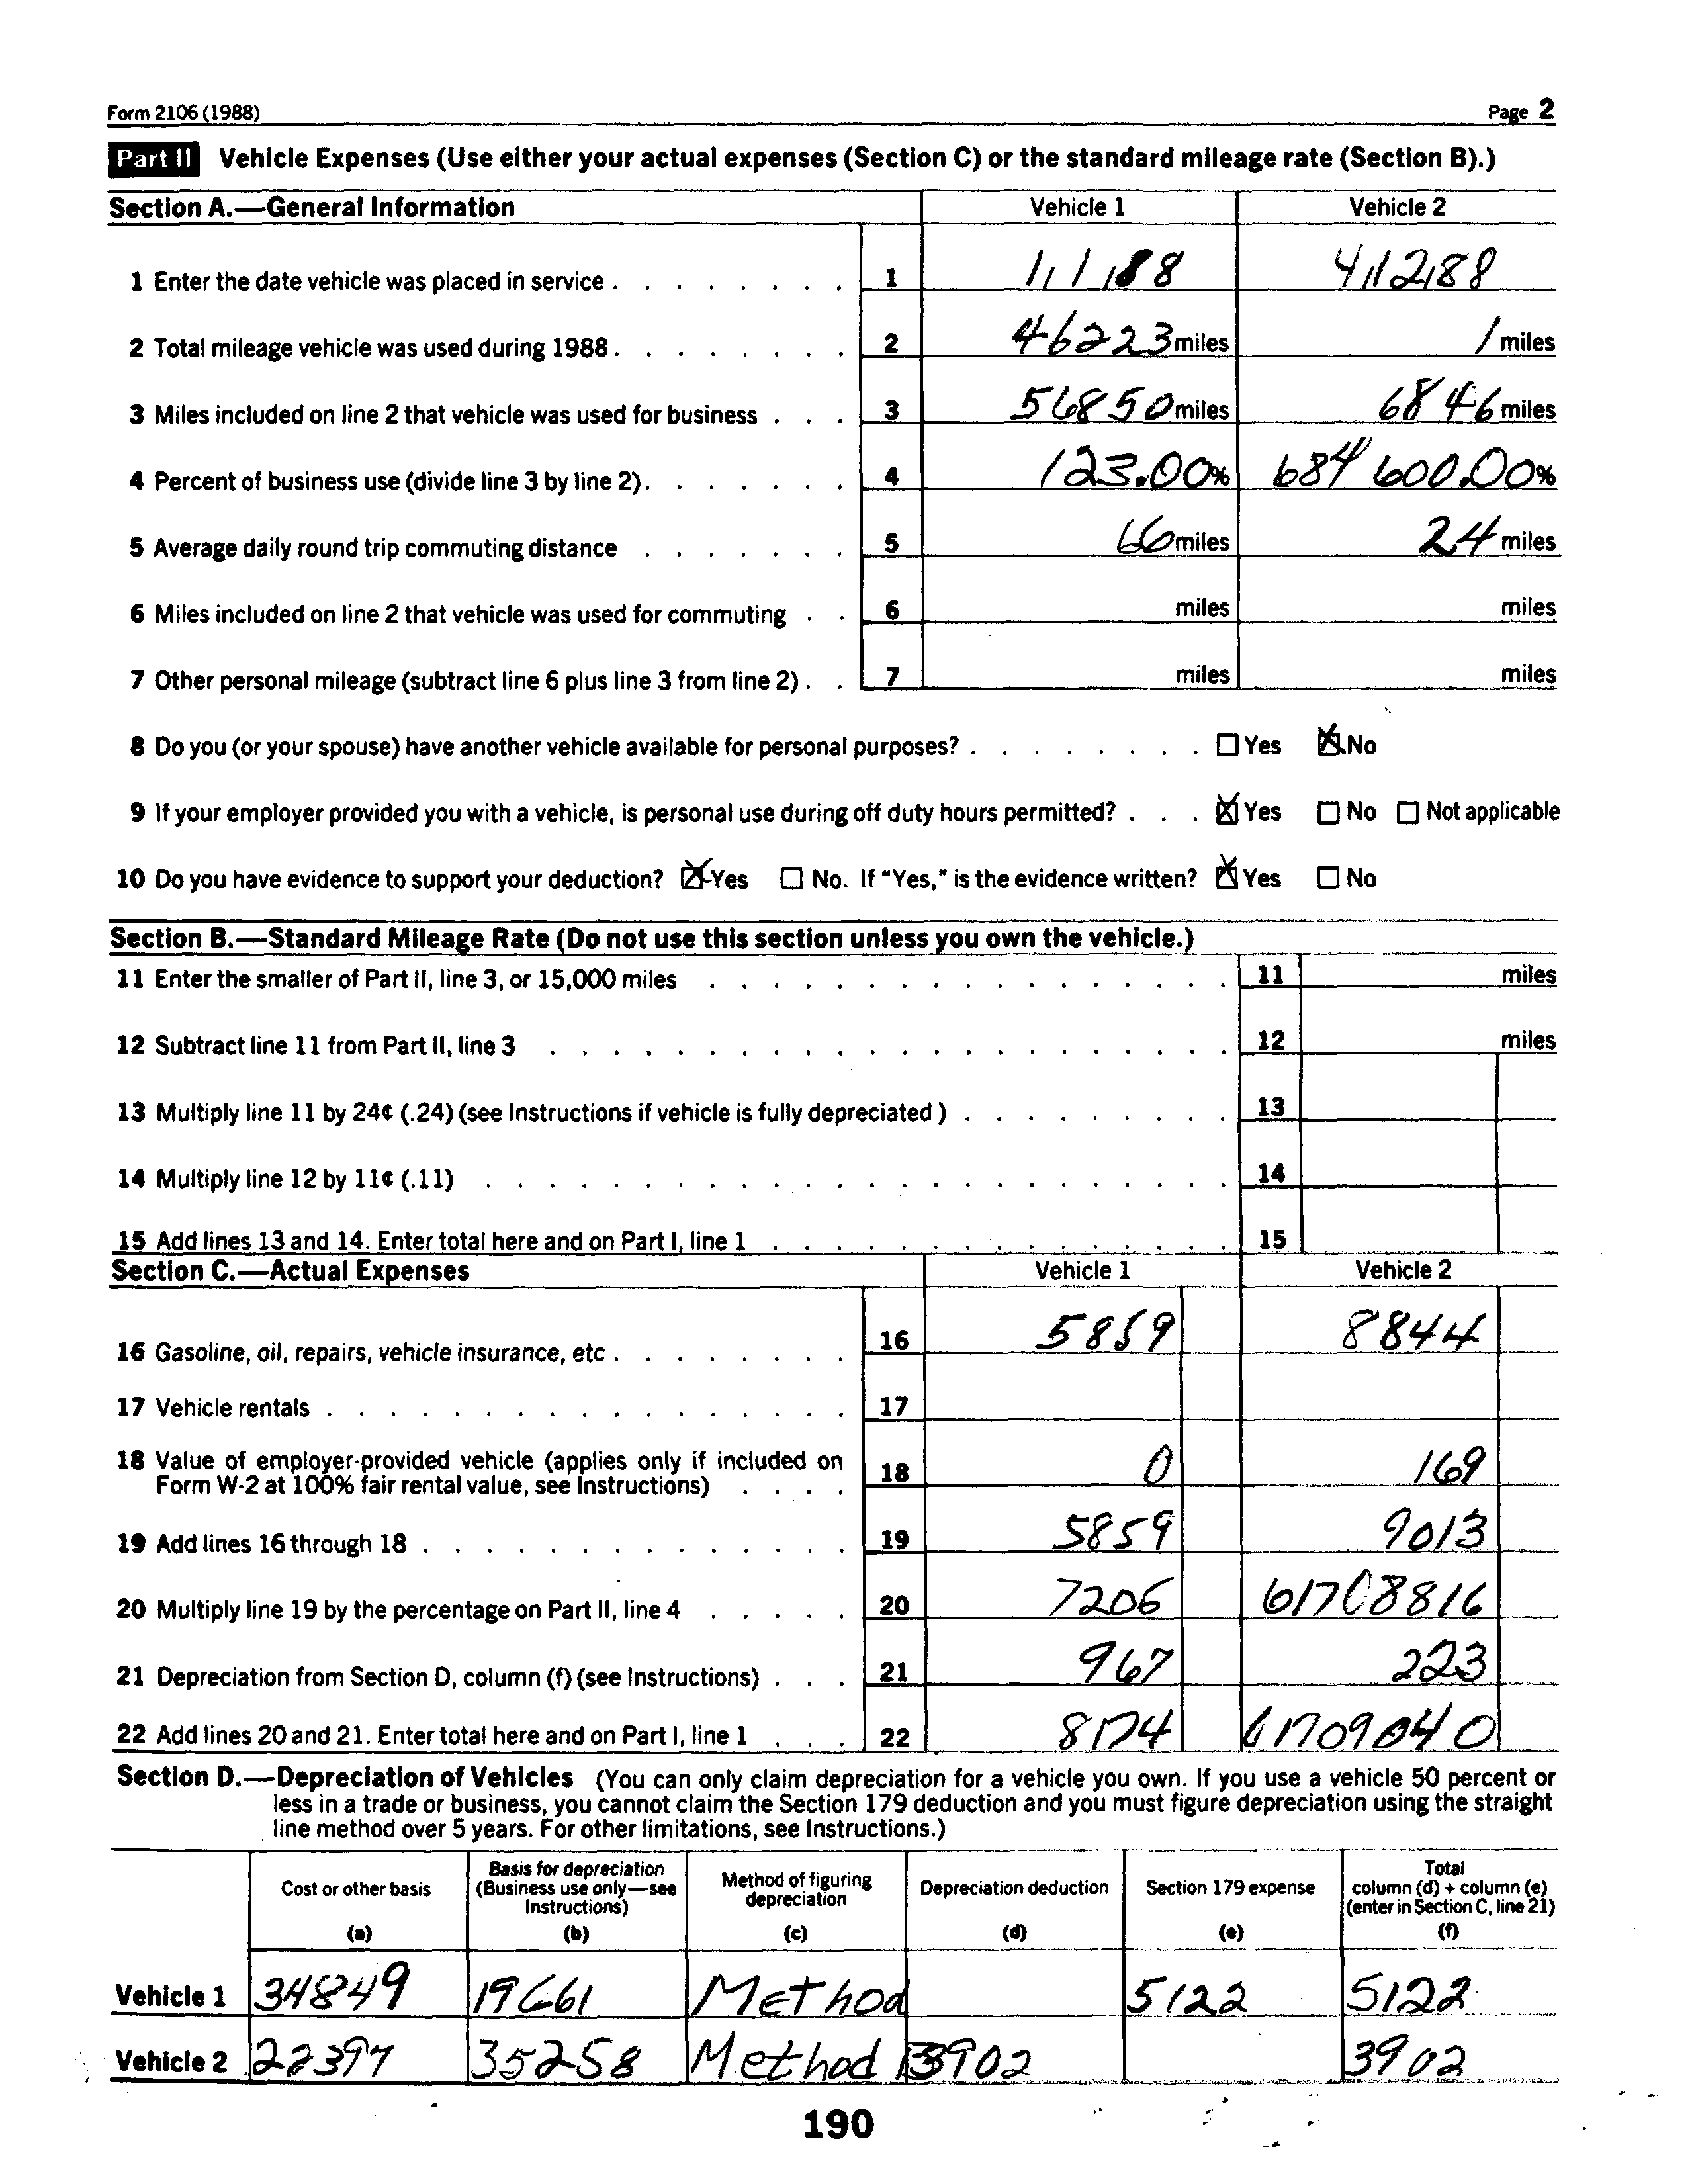 Form 2106 (1988) Page 2
Part II Vehicle Expenses (Use either your actual expenses (Section C) or the standard mileage rate (Section B).)
Section A.—General Information Vehicle 1 Vehicle 2
1 Enter the date vehicle was placed in service . . . . . . . . 1 1/1/88 4/12/88
2 Total mileage vehicle was used during 1988 . . . . . . . . 2 46223 miles 1 miles
3 Miles included on line 2 that vehicle was used for business . . . 3 56850 miles 6846 miles
4 Percent of business use (divide line 3 by line 2) . . . . . . . 4 123.00% 684600.00%
5 Average daily round trip commuting distance . . . . . . . 5 66 miles 24 miles
6 Miles included on line 2 that vehicle was used for commuting . . 6 miles miles
7 Other personal mileage (subtract line 6 plus line 3 from line 2) . . 7 miles miles
8 Do you (or your spouse) have another vehicle available for personal purposes? . . . . . . . . ☐ Yes ☒ No
9 If your employer provided you with a vehicle, is personal use during off duty hours permitted? . . . ☒ Yes ☐ No ☐ Not applicable
10 Do you have evidence to support your deduction? ☒ Yes ☐ No. If "Yes," is the evidence written? ☒ Yes ☐ No
Section B.—Standard Mileage Rate (Do not use this section unless you own the vehicle.)
11 Enter the smaller of Part II, line 3, or 15,000 miles . . . . . . . . . . . . . . . . . 11 miles
12 Subtract line 11 from Part II, line 3 . . . . . . . . . . . . . . . . . . . . . . 12 miles
13 Multiply line 11 by 24¢ (.24) (see Instructions if vehicle is fully depreciated) . . . . . . . . . 13
14 Multiply line 12 by 11¢ (.11) . . . . . . . . . . . . . . . . . . . . . . . . 14
15 Add lines 13 and 14. Enter total here and on Part I, line 1 . . . . . . . . . . . . . . . 15
Section C.—Actual Expenses Vehicle 1 Vehicle 2
16 Gasoline, oil, repairs, vehicle insurance, etc . . . . . . . . 16 5859 8844
17 Vehicle rentals . . . . . . . . . . . . . . . . . 17
18 Value of employer-provided vehicle (applies only if included on
Form W-2 at 100% fair rental value, see Instructions) . . . . 18 0 169
19 Add lines 16 through 18 . . . . . . . . . . . . . . 19 5859 9013
20 Multiply line 19 by the percentage on Part II, line 4 . . . . . 20 7206 61708816
21 Depreciation from Section D, column (f) (see Instructions) . . . 21 967 223
22 Add lines 20 and 21. Enter total here and on Part I, line 1 . . . 22 8174 61709040
Section D.—Depreciation of Vehicles (You can only claim depreciation for a vehicle you own. If you use a vehicle 50 percent or
less in a trade or business, you cannot claim the Section 179 deduction and you must figure depreciation using the straight
line method over 5 years. For other limitations, see Instructions.)
Cost or other basis (a) Basis for depreciation (Business use only—see Instructions) (b) Method of figuring depreciation (c) Depreciation deduction (d) Section 179 expense (e) Total column (d) + column (e) (enter in Section C, line 21) (f)
Vehicle 1 34849 19661 Method 5122 5122
Vehicle 2 22397 35258 Method 3902 3902
190